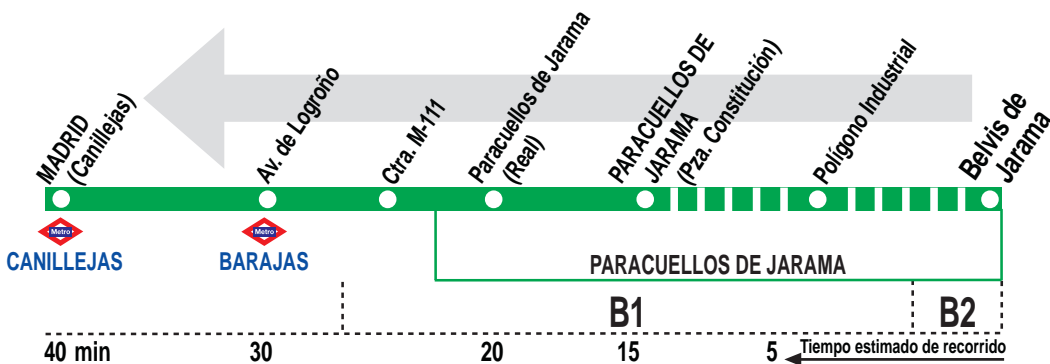 MADRID
(Canillejas)
Av. de Logroño
Ctra. M-111
Paracuellos de Jarama
(Real)
PARACUELLOS DE
JARAMA
(Pza. Constitución)
Polígono Industrial
Belvis de
Jarama
Metro
CANILLEJAS
Metro
BARAJAS
PARACUELLOS DE JARAMA
B1
B2
40 min
30
20
15
5
Tiempo estimado de recorrido